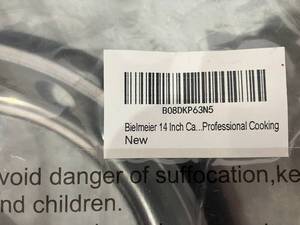 B08DKP63N5
Bielmeier 14 Inch Ca...Professional Cooking
New
void danger of suffocation,ke
nd children.